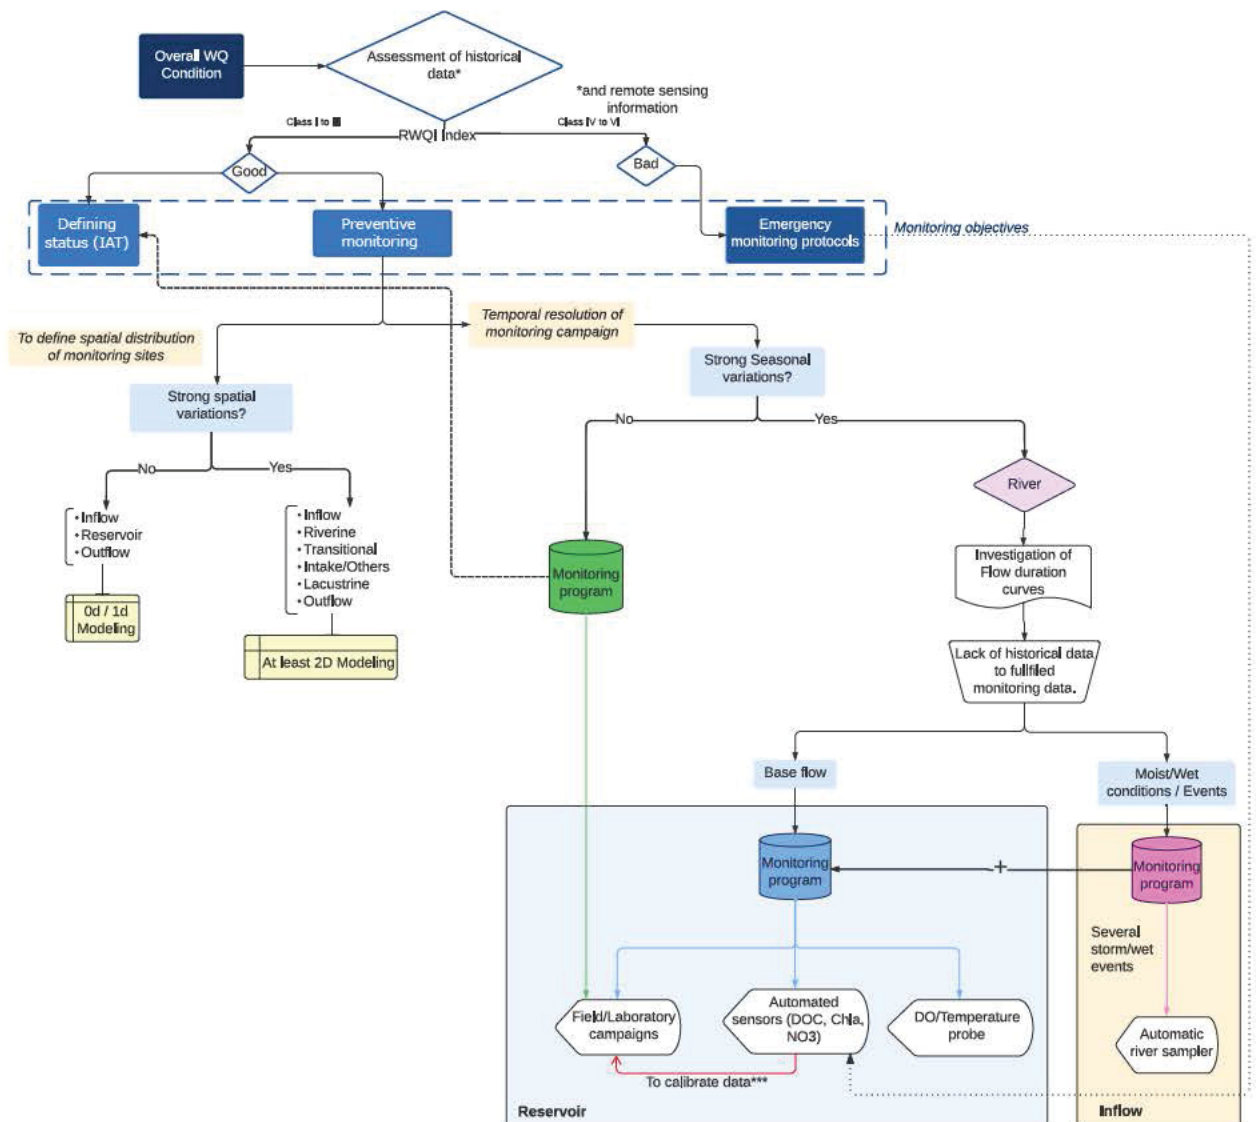 Overall WQ
Condition
Assessment of historical
data*
*and remote sensing
information
Class I to III
Class IV to VI
RWQI Index
Good
Bad
Defining
status (IAT)
Preventive
monitoring
Emergency
monitoring protocols
Monitoring objectives
To define spatial distribution
of monitoring sites
Temporal resolution of
monitoring campaign
Strong Seasonal
variations?
Strong spatial
variations?
No
Yes
No
Yes
River
• Inflow
• Reservoir
• Outflow
• Inflow
• Riverine
• Transitional
• Intake/Others
• Lacustrine
• Outflow
0d / 1d
Modeling
At least 2D Modeling
Monitoring
program
Investigation of
Flow duration
curves
Lack of historical data
to fullfiled
monitoring data.
Base flow
Moist/Wet
conditions / Events
Monitoring
program
+
Monitoring
program
Several
storm/wet
events
Field/Laboratory
campaigns
Automated
sensors (DOC, Chla,
NO3)
DO/Temperature
probe
Automatic
river sampler
To calibrate data***
Reservoir
Inflow